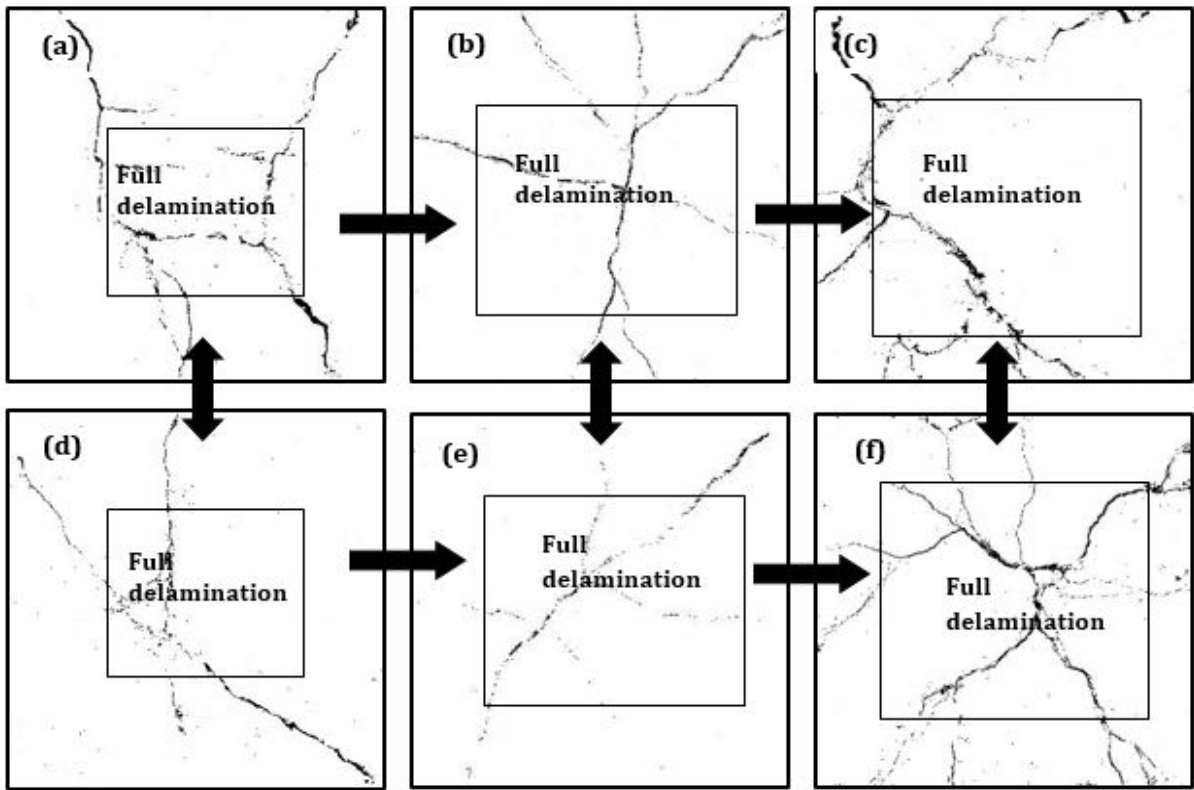 (a)
Full
delamination
(b)
Full
delamination
(c)
Full
delamination
(d)
Full
delamination
(e)
Full
delamination
(f)
Full
delamination